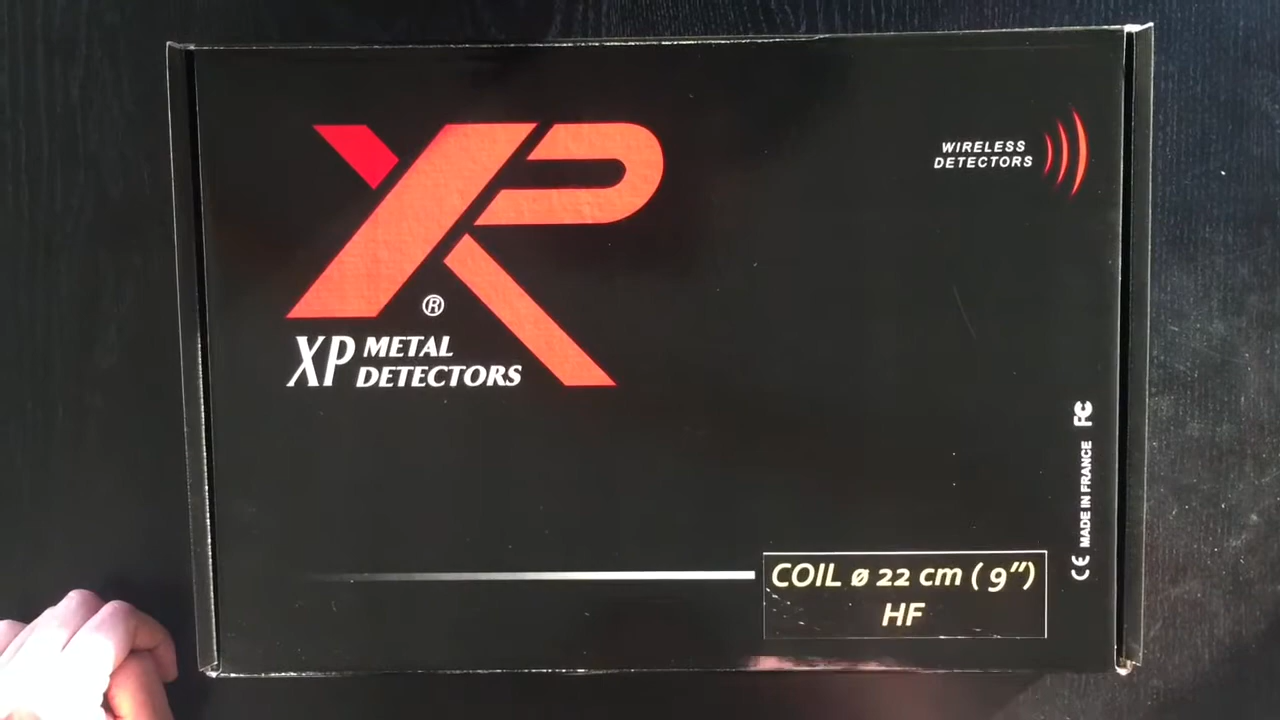 XP
®
XP METAL
DETECTORS
WIRELESS
DETECTORS
CE MADE IN FRANCE FC
COIL ø 22 cm ( 9")
HF